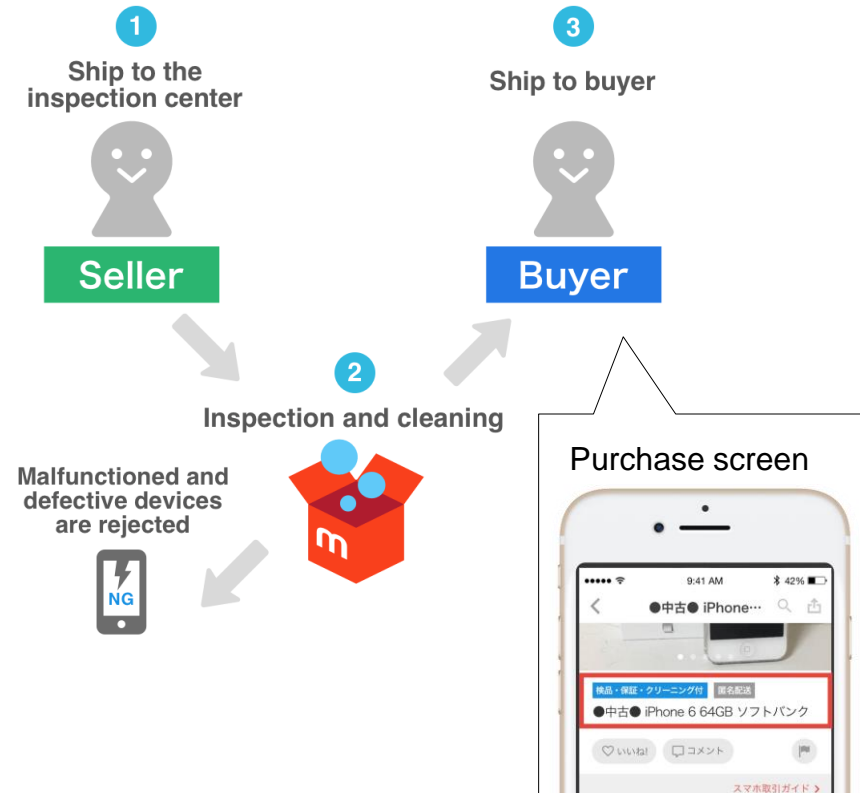 1
Ship to the
inspection center
Seller
3
Ship to buyer
Buyer
2
Inspection and cleaning
m
Malfunctioned and
defective devices
are rejected
NG
Purchase screen
9:41 AM
42%
●中古● iPhone…
検品・保証・クリーニング付 匿名配送
●中古● iPhone 6 64GB ソフトバンク
いいね! コメント
スマホ取引ガイド >